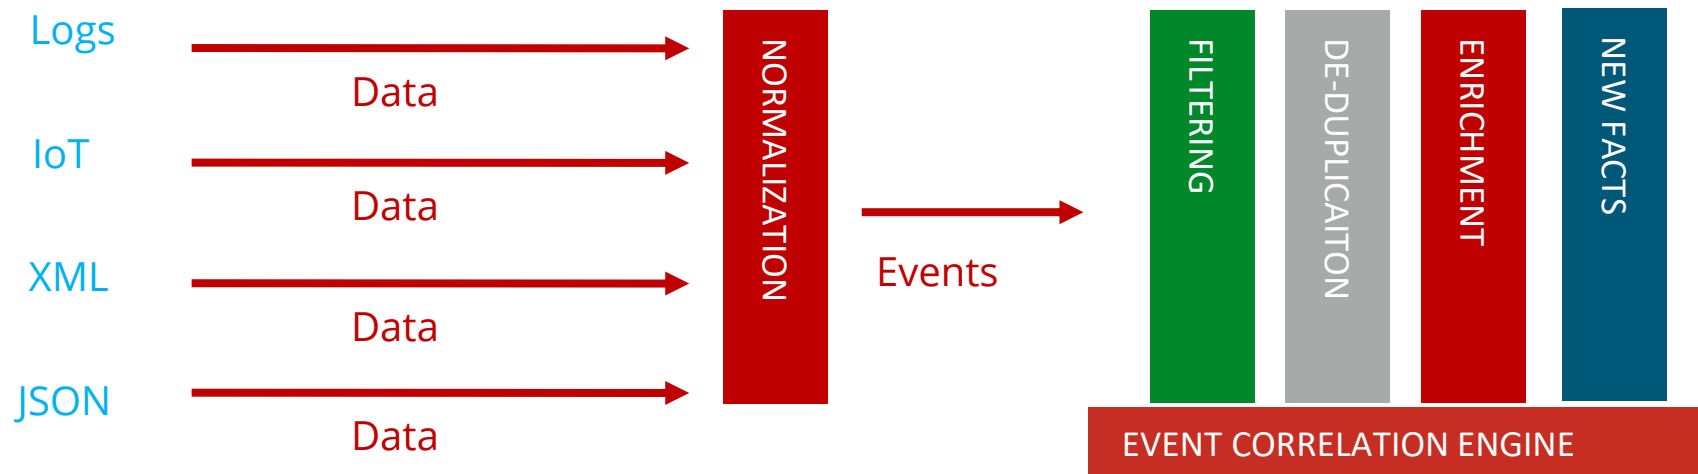 Logs
Data
IoT
Data
XML
Data
JSON
Data
NORMALIZATION
Events
FILTERING
DE-DUPLICAITON
ENRICHMENT
NEW FACTS
EVENT CORRELATION ENGINE